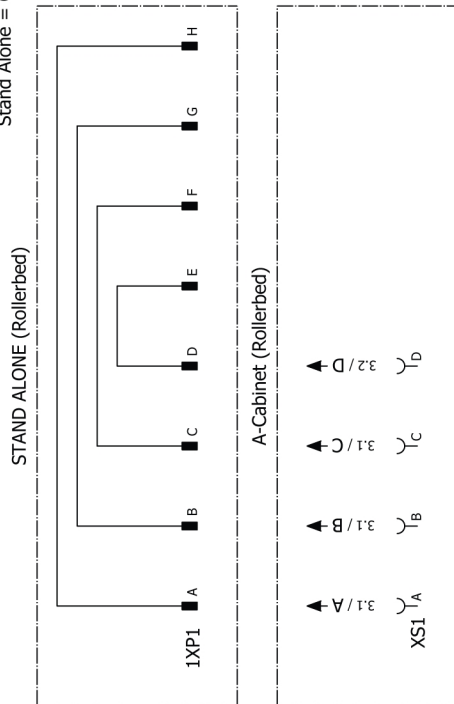 Stand Alone =
STAND ALONE (Rollerbed)
1XP1
A
B
C
D
E
F
G
H
A-Cabinet (Rollerbed)
3.1 / A
3.1 / B
3.1 / C
3.2 / D
XS1
A
B
C
D